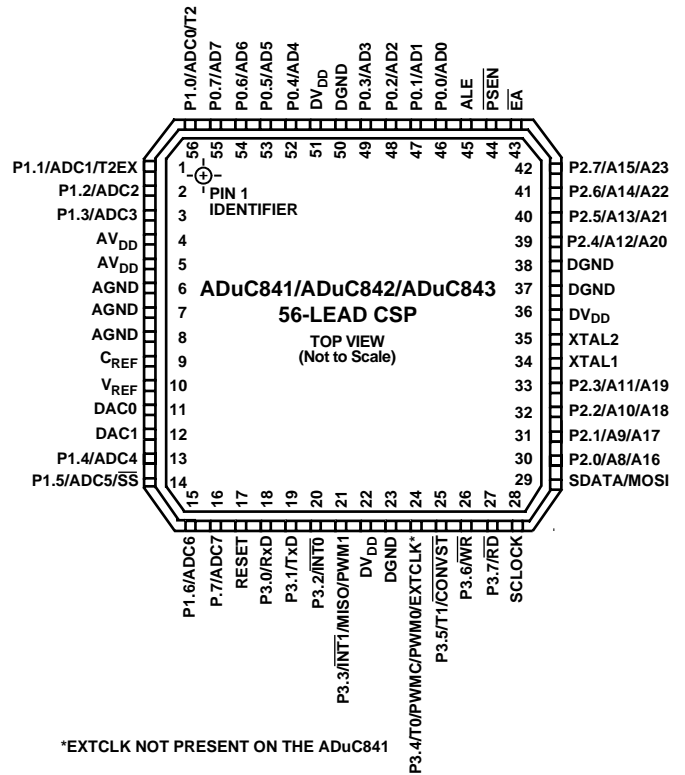 P1.0/ADC0/T2
P0.7/AD7
P0.6/AD6
P0.5/AD5
P0.4/AD4
DVDD
DGND
P0.3/AD3
P0.2/AD2
P0.1/AD1
P0.0/AD0
ALE
PSEN
EA
56
55
54
53
52
51
50
49
48
47
46
45
44
43
P1.1/ADC1/T2EX 1
P1.2/ADC2 2
P1.3/ADC3 3
AVDD 4
AVDD 5
AGND 6
AGND 7
AGND 8
CREF 9
VREF 10
DAC0 11
DAC1 12
P1.4/ADC4 13
P1.5/ADC5/SS 14
PIN 1
IDENTIFIER
ADuC841/ADuC842/ADuC843
56-LEAD CSP
TOP VIEW
(Not to Scale)
42 P2.7/A15/A23
41 P2.6/A14/A22
40 P2.5/A13/A21
39 P2.4/A12/A20
38 DGND
37 DGND
36 DVDD
35 XTAL2
34 XTAL1
33 P2.3/A11/A19
32 P2.2/A10/A18
31 P2.1/A9/A17
30 P2.0/A8/A16
29 SDATA/MOSI
15
16
17
18
19
20
21
22
23
24
25
26
27
28
P1.6/ADC6
P.7/ADC7
RESET
P3.0/RxD
P3.1/TxD
P3.2/INT0
P3.3/INT1/MISO/PWM1
DVDD
DGND
P3.4/T0/PWMC/PWM0/EXTCLK*
P3.5/T1/CONVST
P3.6/WR
P3.7/RD
SCLOCK
*EXTCLK NOT PRESENT ON THE ADuC841